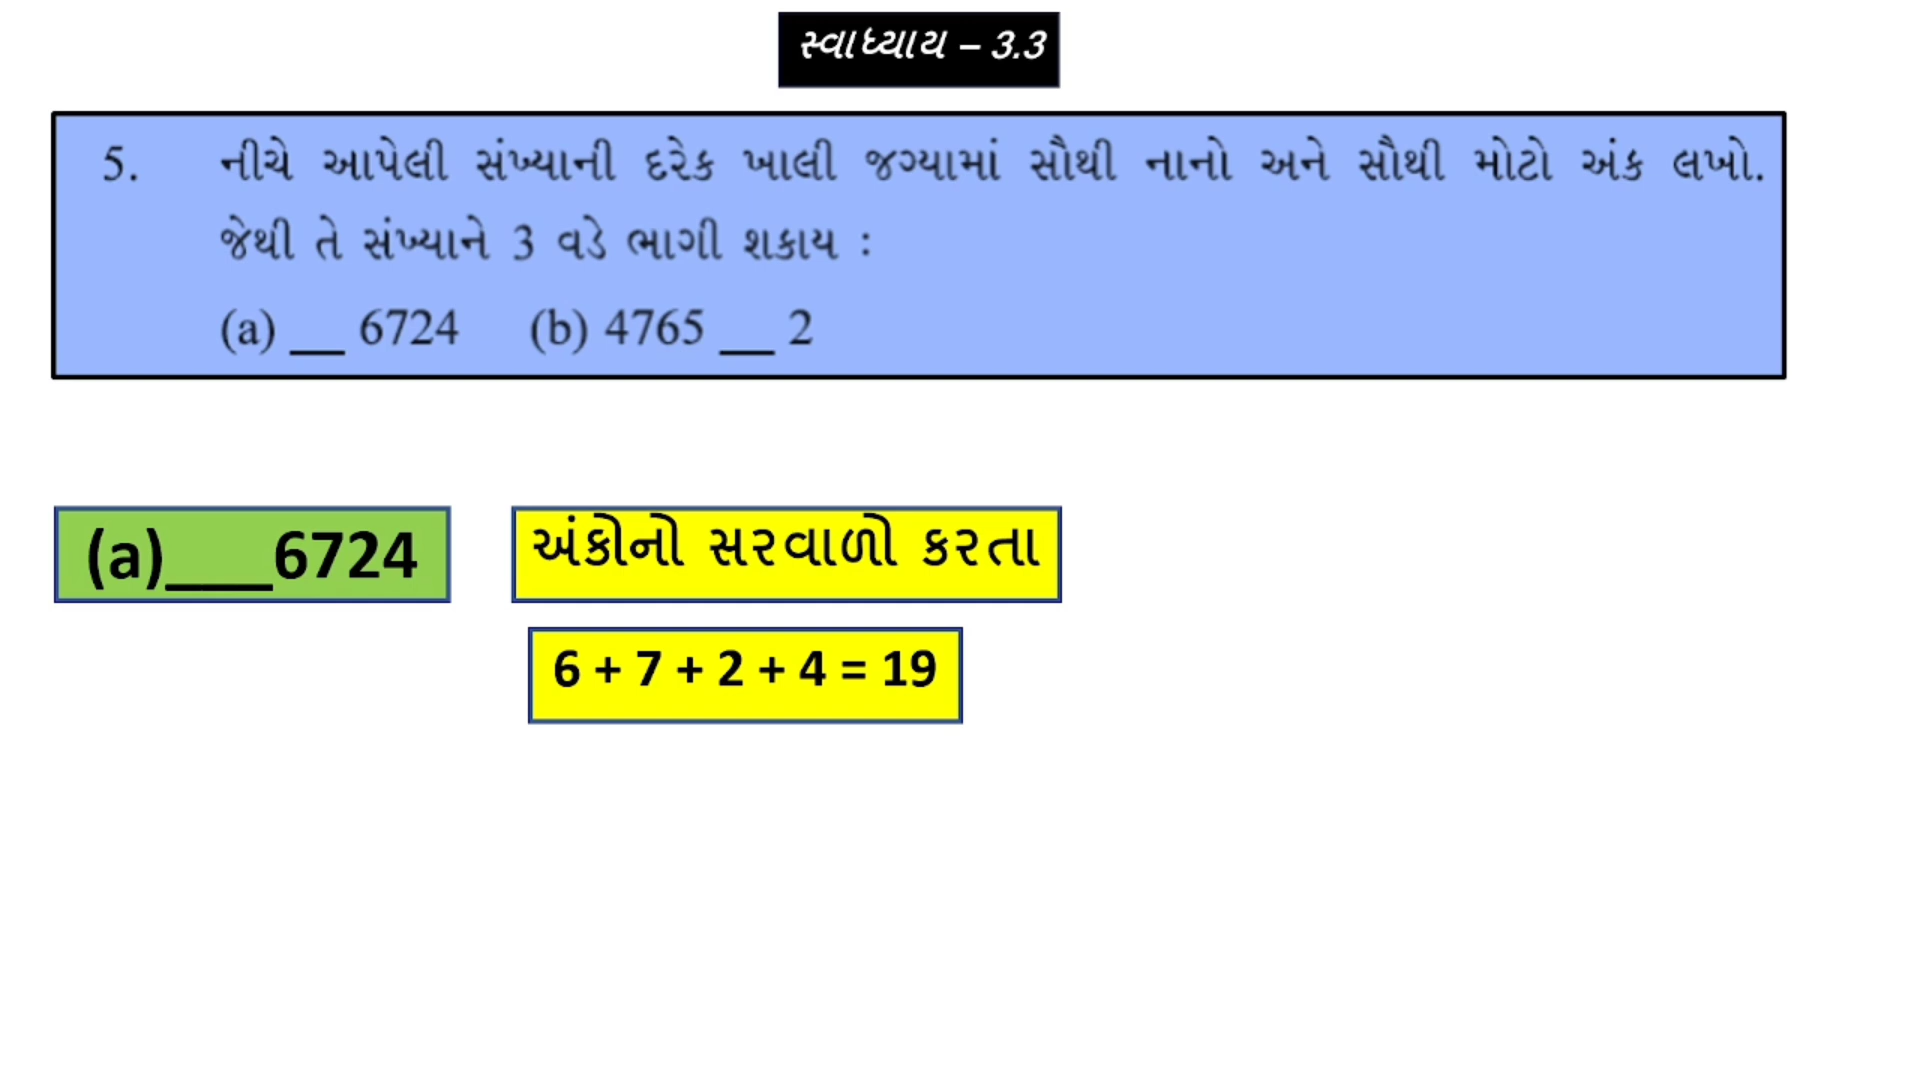 સ્વાધ્યાય – 3.3
5. નીચે આપેલી સંખ્યાની દરેક ખાલી જગ્યામાં સૌથી નાનો અને સૌથી મોટો અંક લખો.
જેથી તે સંખ્યાને 3 વડે ભાગી શકાય :
(a) __ 6724 (b) 4765 __ 2
(a)___6724 અંકોનો સરવાળો કરતા
6 + 7 + 2 + 4 = 19